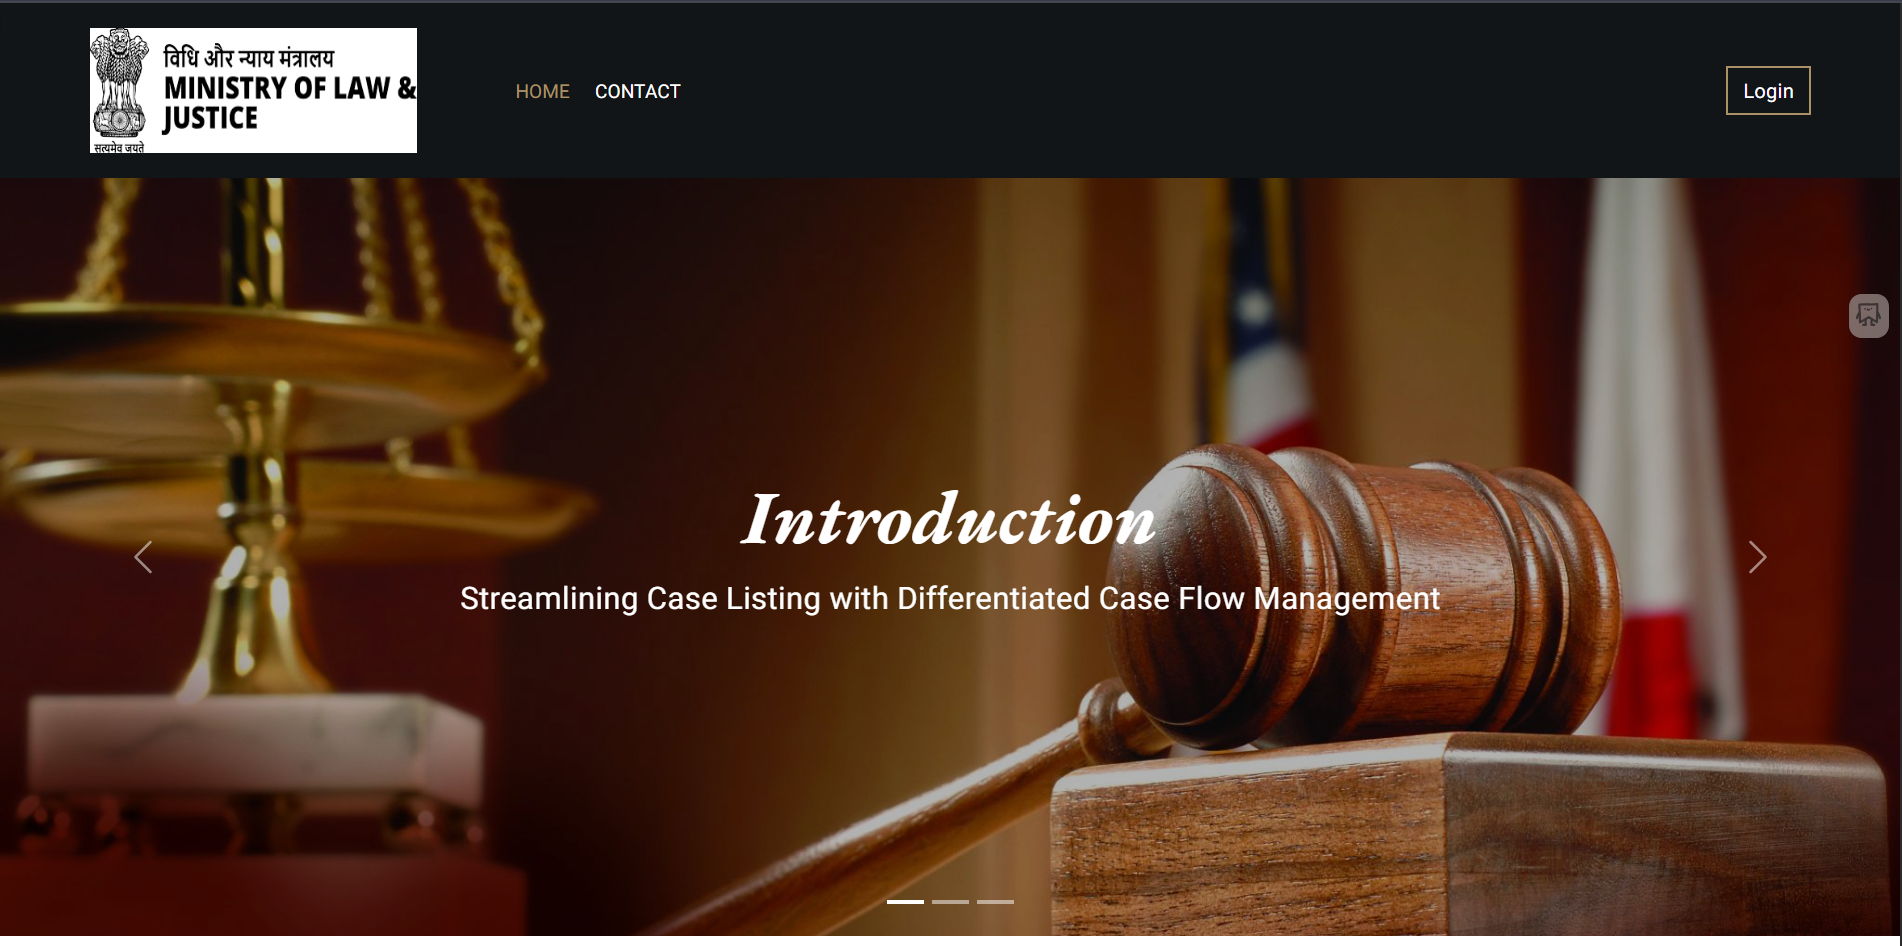 विधि और न्याय मंत्रालय
MINISTRY OF LAW &
JUSTICE
सत्यमेव जयते
HOME
CONTACT
Login
Introduction
Streamlining Case Listing with Differentiated Case Flow Management